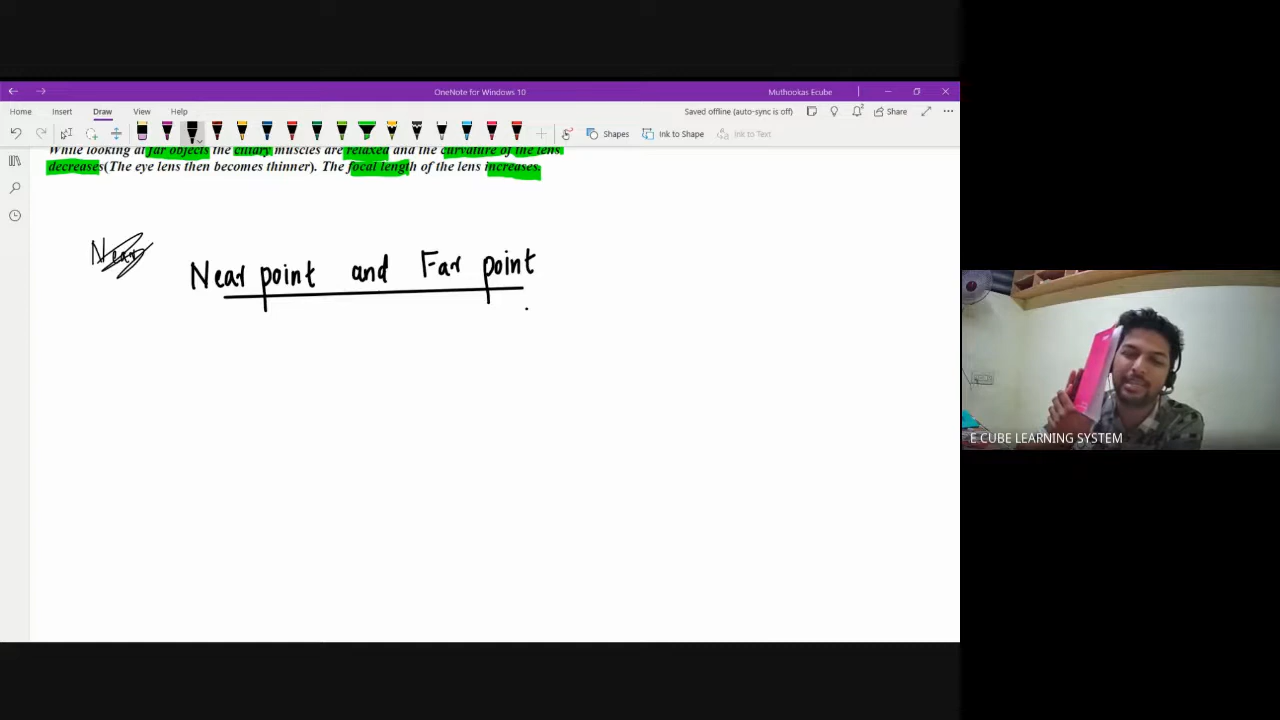 OneNote for Windows 10
Muthookas Ecube
Home Insert Draw View Help
Saved offline (auto-sync is off)
Share
Shapes
Ink to Shape
Ink to Text
While looking at far objects the ciliary muscles are relaxed and the curvature of the lens
decreases(The eye lens then becomes thinner). The focal length of the lens increases.
Near
Near point and Far point
E CUBE LEARNING SYSTEM